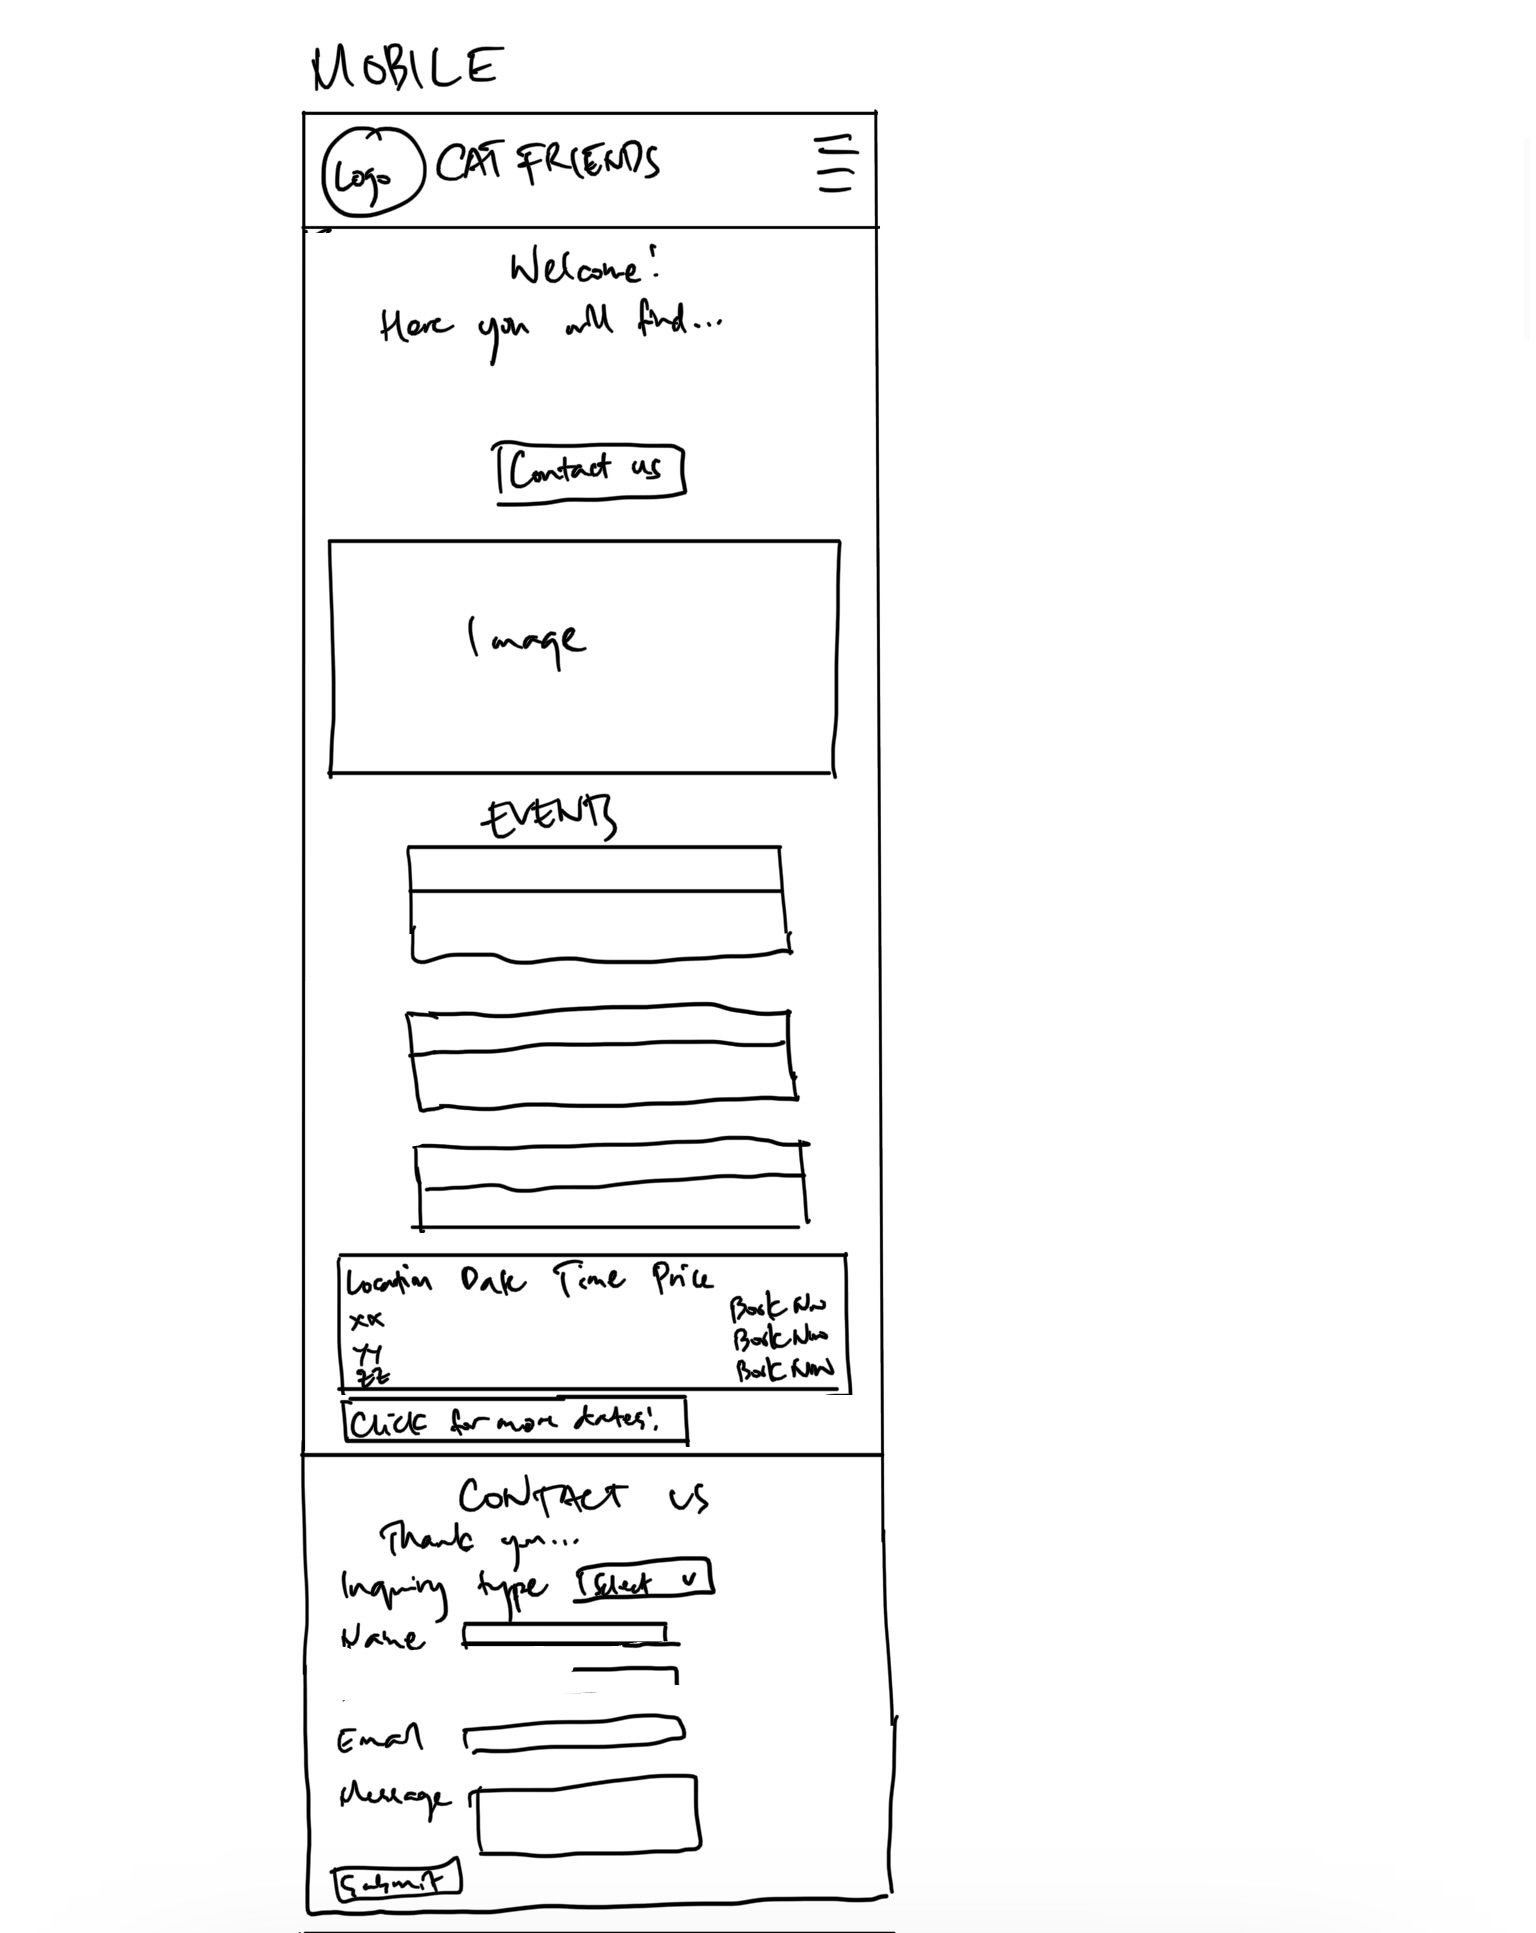 MOBILE
Logo CAT FRIENDS
Welcome!
Here you will find...
Contact us
Image
EVENTS
Location Date Time Price
Book Now
xx
Book Now
YY
Book Now
ZZ
Click for more dates!
CONTACT US
Thank you...
Inquiry type Select v
Name
Email
Message
Submit